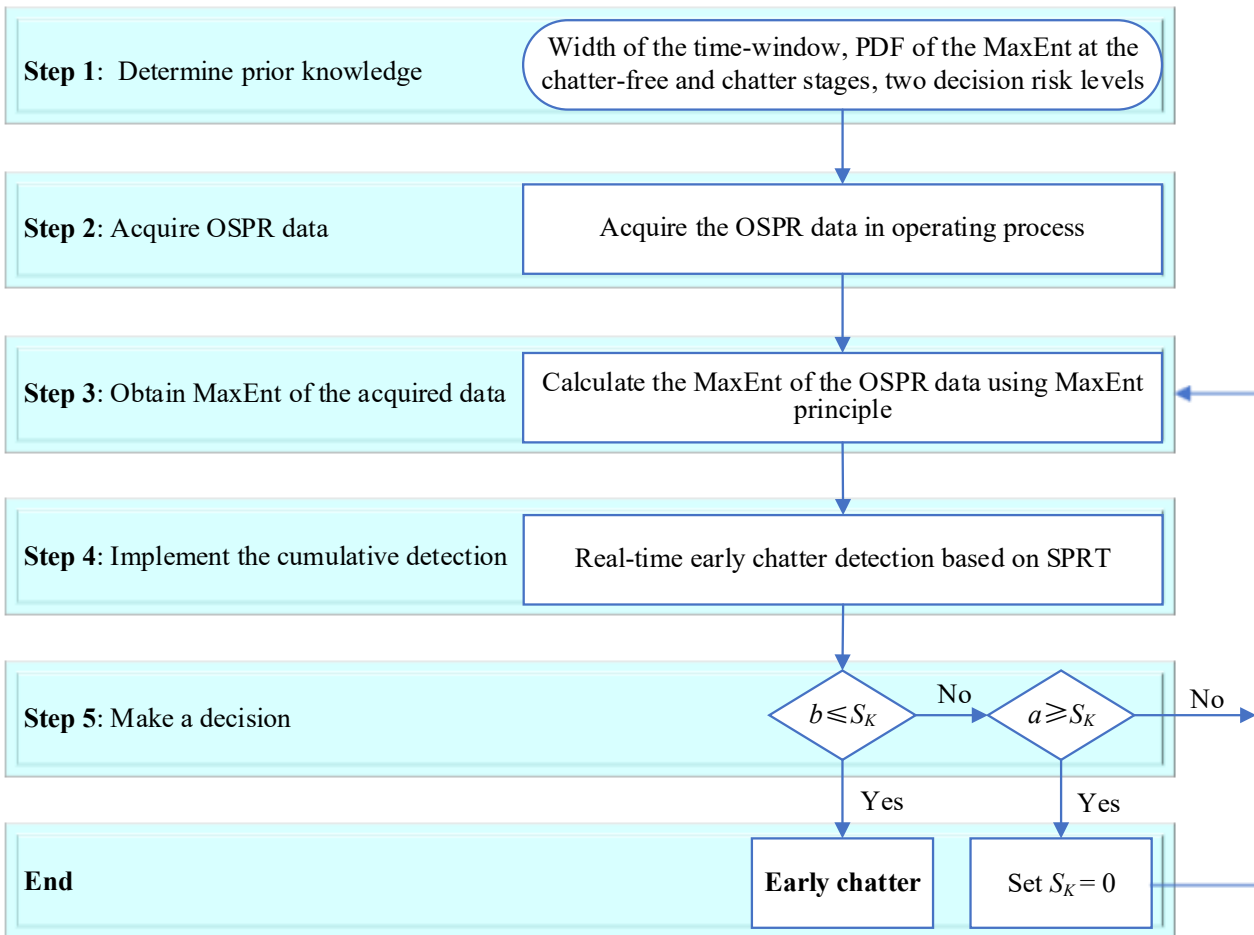 Step 1:  Determine prior knowledge
Width of the time-window, PDF of the MaxEnt at the
chatter-free and chatter stages, two decision risk levels
Step 2: Acquire OSPR data
Acquire the OSPR data in operating process
Step 3: Obtain MaxEnt of the acquired data
Calculate the MaxEnt of the OSPR data using MaxEnt
principle
Step 4: Implement the cumulative detection
Real-time early chatter detection based on SPRT
Step 5: Make a decision
b≤S_K
No
a≥S_K
No
Yes
Yes
End
Early chatter
Set S_K = 0